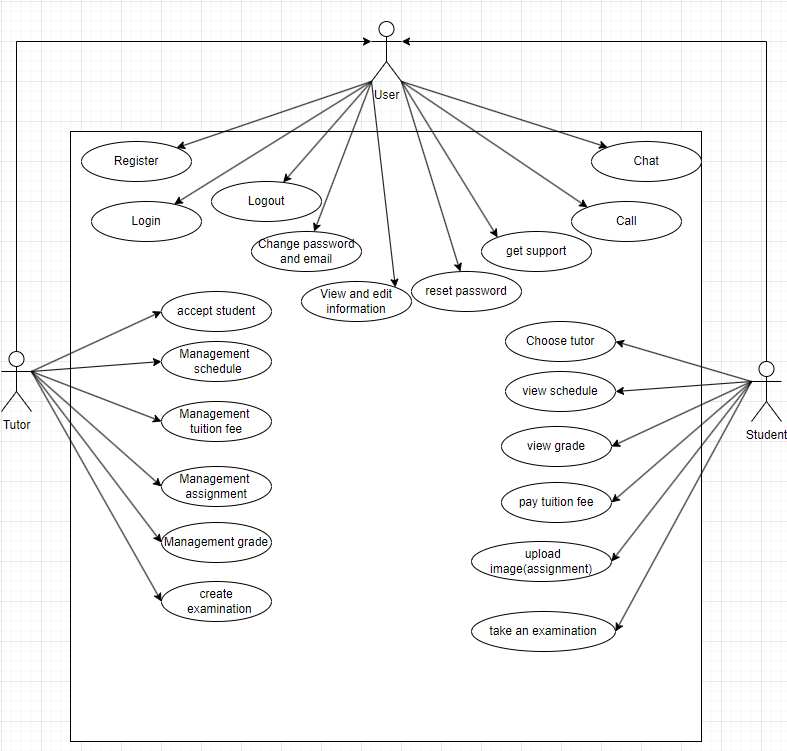 User
Register
Chat
Login
Logout
Call
Change password
and email
get support
View and edit
information
reset password
accept student
Management
schedule
Management
tuition fee
Management
assignment
Management grade
create
examination
Tutor
Choose tutor
view schedule
view grade
pay tuition fee
upload
image(assignment)
take an examination
Student